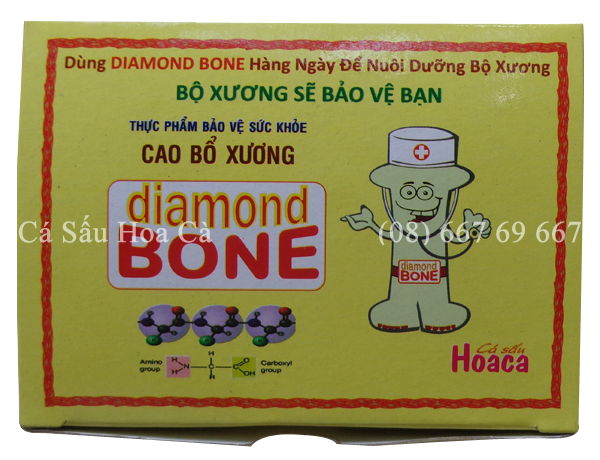 Dùng DIAMOND BONE Hàng Ngày Để Nuôi Dưỡng Bộ Xương
BỘ XƯƠNG SẼ BẢO VỆ BẠN
THỰC PHẨM BẢO VỆ SỨC KHỎE
CAO BỔ XƯƠNG
diamond
BONE
Cá Sấu Hoa Cà (08) 667 69 667
diamond
BONE
Amino
group
H
H
N
H
C
R
C
O
OH
Carboxyl
group
Cá sấu
Hoaca